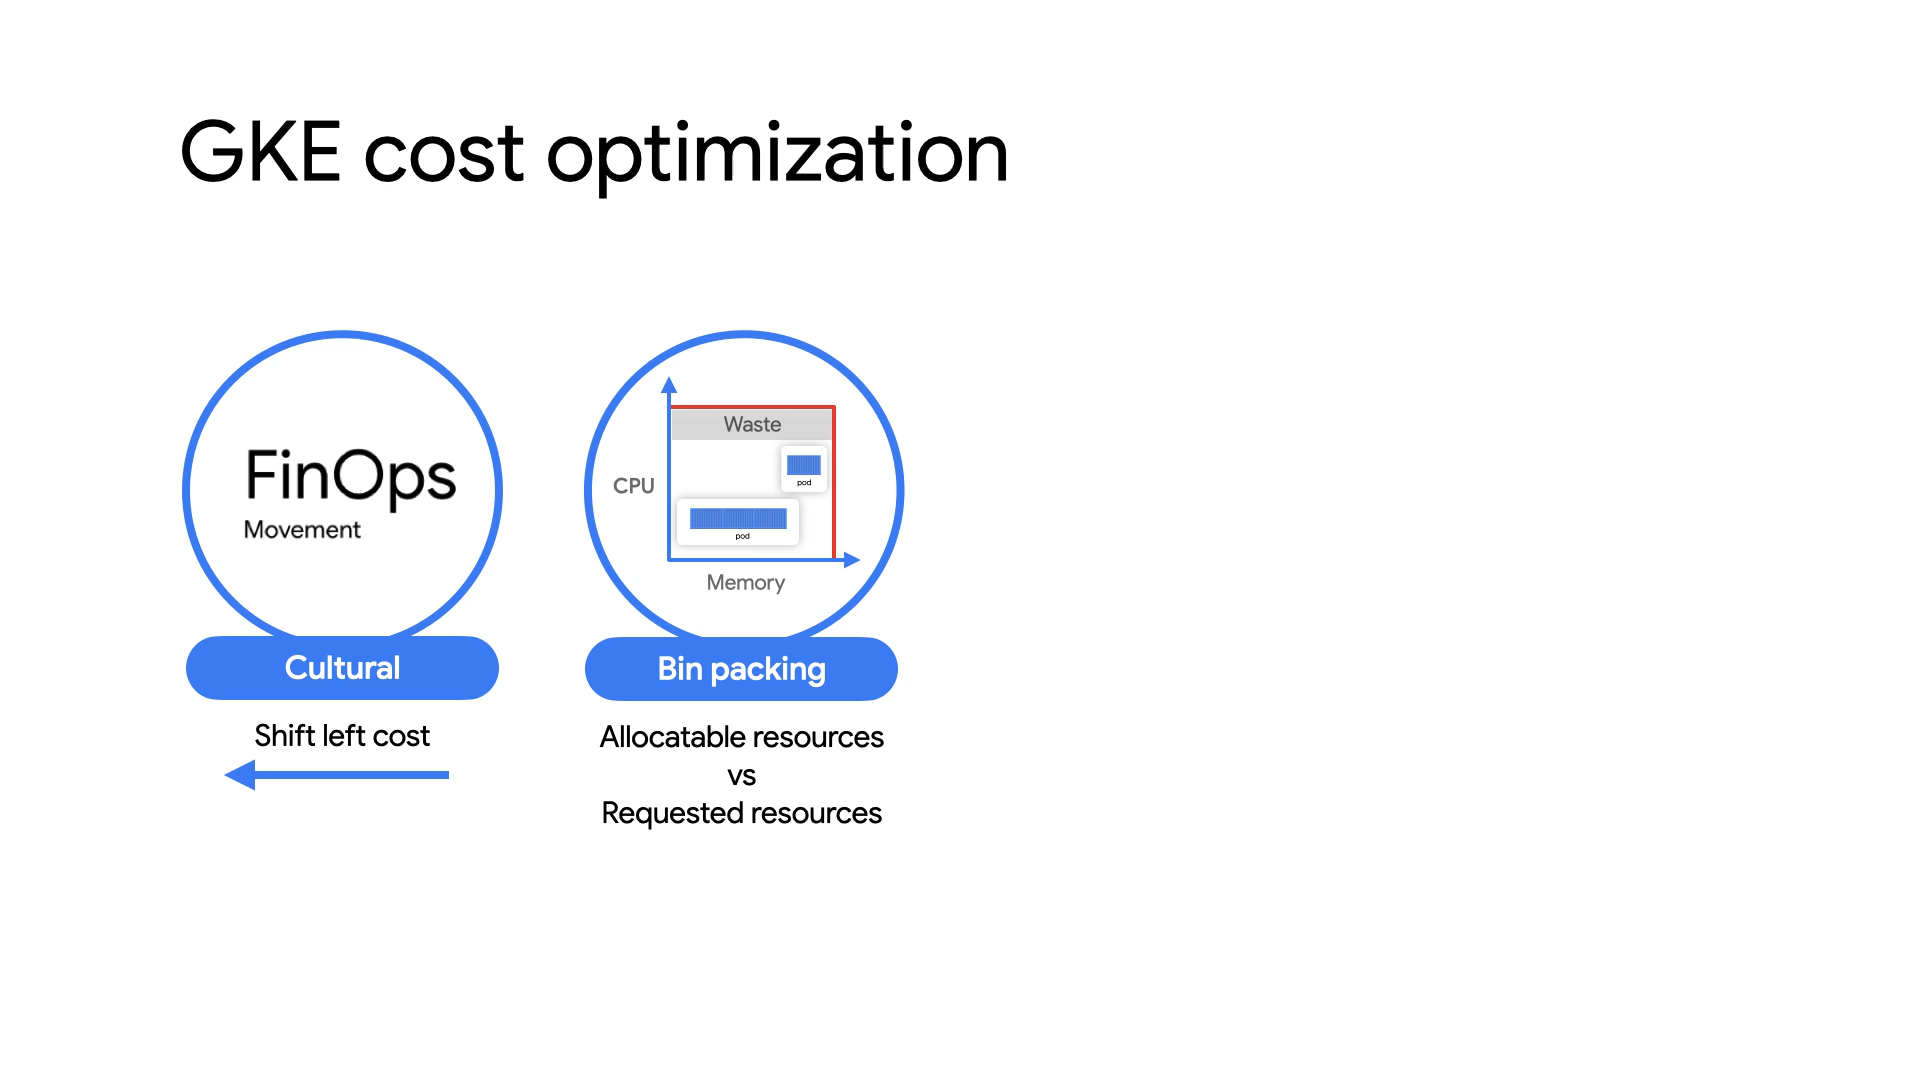 GKE cost optimization
FinOps
Movement
Cultural
Shift left cost
Waste
CPU
pod
pod
Memory
Bin packing
Allocatable resources
vs
Requested resources